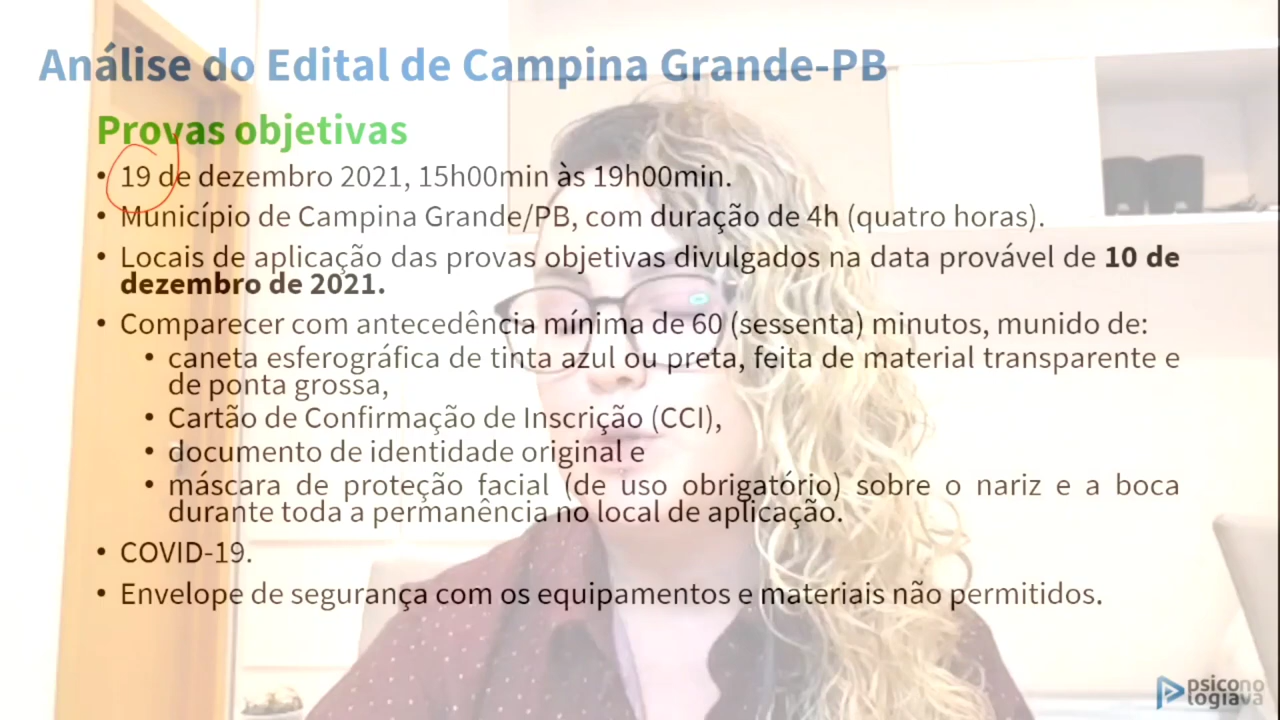 Análise do Edital de Campina Grande-PB
Provas objetivas
• 19 de dezembro 2021, 15h00min às 19h00min.
• Município de Campina Grande/PB, com duração de 4h (quatro horas).
• Locais de aplicação das provas objetivas divulgados na data provável de 10 de
dezembro de 2021.
• Comparecer com antecedência mínima de 60 (sessenta) minutos, munido de:
• caneta esferográfica de tinta azul ou preta, feita de material transparente e
de ponta grossa,
• Cartão de Confirmação de Inscrição (CCI),
• documento de identidade original e
• máscara de proteção facial (de uso obrigatório) sobre o nariz e a boca
durante toda a permanência no local de aplicação.
• COVID-19.
• Envelope de segurança com os equipamentos e materiais não permitidos.
psicono
logiava